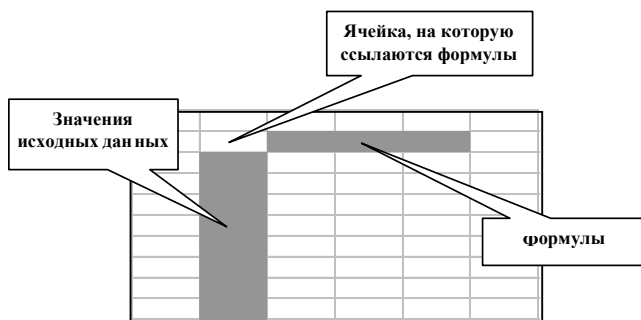 Ячейка, на которую
ссылаются формулы
Значения
исходных данных
формулы